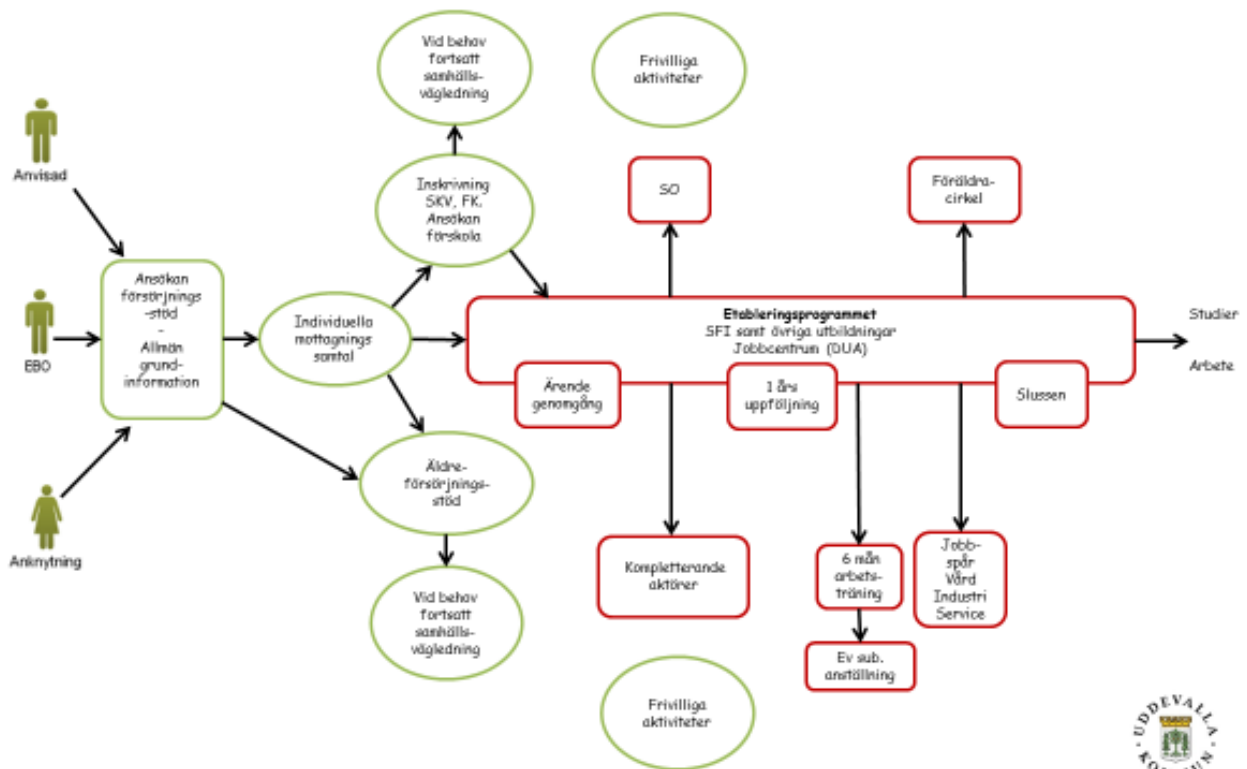 Vid behov
fortsatt
samhälls-
vägledning
Frivilliga
aktiviteter
Anvisad
Inskrivning
SKV, FK.
Ansökan
förskola
SO
Föräldra-
cirkel
EBO
Ansökan
försörjnings
-stöd
-
Allmän
grund-
information
Individuella
mottagnings
samtal
Etableringsprogrammet
SFI samt övriga utbildningar
Jobbcentrum (DUA)
Studier
Arbete
Ärende
genomgång
1 års
uppföljning
Slussen
Anknytning
Äldre-
försörjnings-
stöd
Kompletterande
aktörer
6 mån
arbets-
träning
Jobb-
spår
Vård
Industri
Service
Vid behov
fortsatt
samhälls-
vägledning
Ev sub.
anställning
Frivilliga
aktiviteter
UDDEVALLA